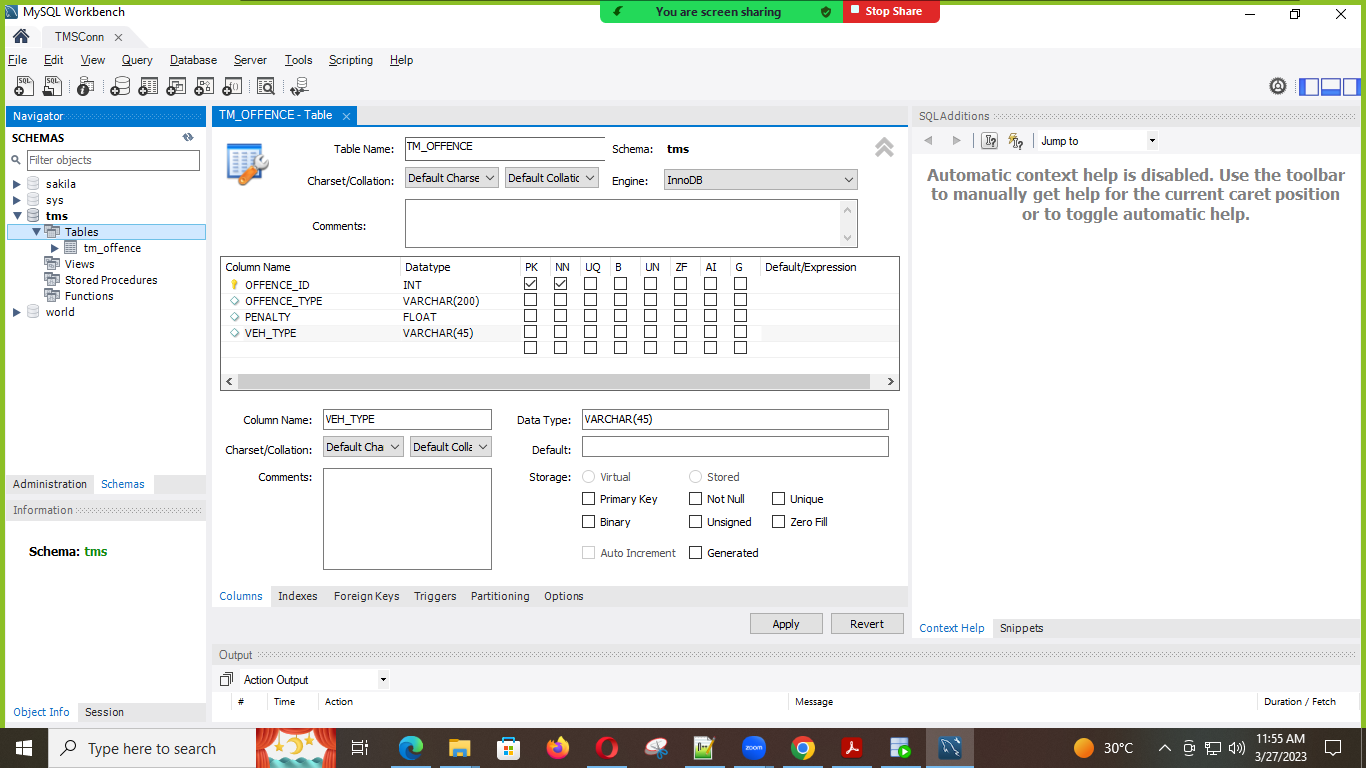 MySQL Workbench
You are screen sharing
Stop Share
TMSConn
File Edit View Query Database Server Tools Scripting Help
Navigator
SCHEMAS
Filter objects
sakila
sys
tms
Tables
tm_offence
Views
Stored Procedures
Functions
world
Administration Schemas
Information
Schema: tms
Object Info Session
TM_OFFENCE - Table
Table Name: TM_OFFENCE Schema: tms
Charset/Collation: Default Charse Default Collatic Engine: InnoDB
Comments:
Column Name Datatype PK NN UQ B UN ZF AI G Default/Expression
OFFENCE_ID INT
OFFENCE_TYPE VARCHAR(200)
PENALTY FLOAT
VEH_TYPE VARCHAR(45)
Column Name: VEH_TYPE Data Type: VARCHAR(45)
Charset/Collation: Default Cha Default Colla Default:
Comments: Storage: Virtual Stored
Primary Key Not Null Unique
Binary Unsigned Zero Fill
Auto Increment Generated
Columns Indexes Foreign Keys Triggers Partitioning Options
Apply Revert
SQLAdditions
Jump to
Automatic context help is disabled. Use the toolbar
to manually get help for the current caret position
or to toggle automatic help.
Context Help Snippets
Output
Action Output
# Time Action Message Duration / Fetch
Type here to search
zoom
30°C
11:55 AM
3/27/2023